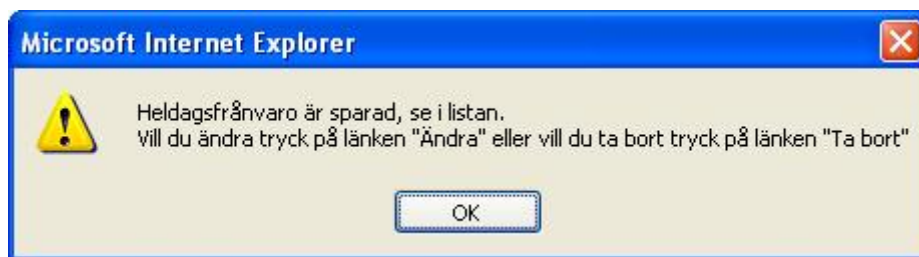 Microsoft Internet Explorer
Heldagsfrånvaro är sparad, se i listan.
Vill du ändra tryck på länken "Ändra" eller vill du ta bort tryck på länken "Ta bort"
OK